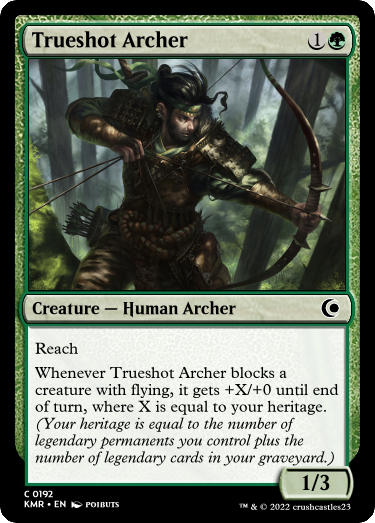 Trueshot Archer 1
Creature — Human Archer
Reach
Whenever Trueshot Archer blocks a
creature with flying, it gets +X/+0 until end
of turn, where X is equal to your heritage.
(Your heritage is equal to the number of
legendary permanents you control plus the
number of legendary cards in your graveyard.)
1/3
C 0192
KMR • EN POIBUTS
™ & © 2022 crushcastles23